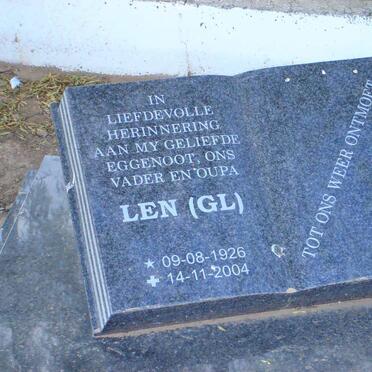 IN
LIEFDEVOLLE
HERINNERING
AAN MY GELIEFDE
EGGENOOT, ONS
VADER EN OUPA
LEN (GL)
★ 09-08-1926
✚ 14-11-2004
TOT ONS WEER ONTMOET